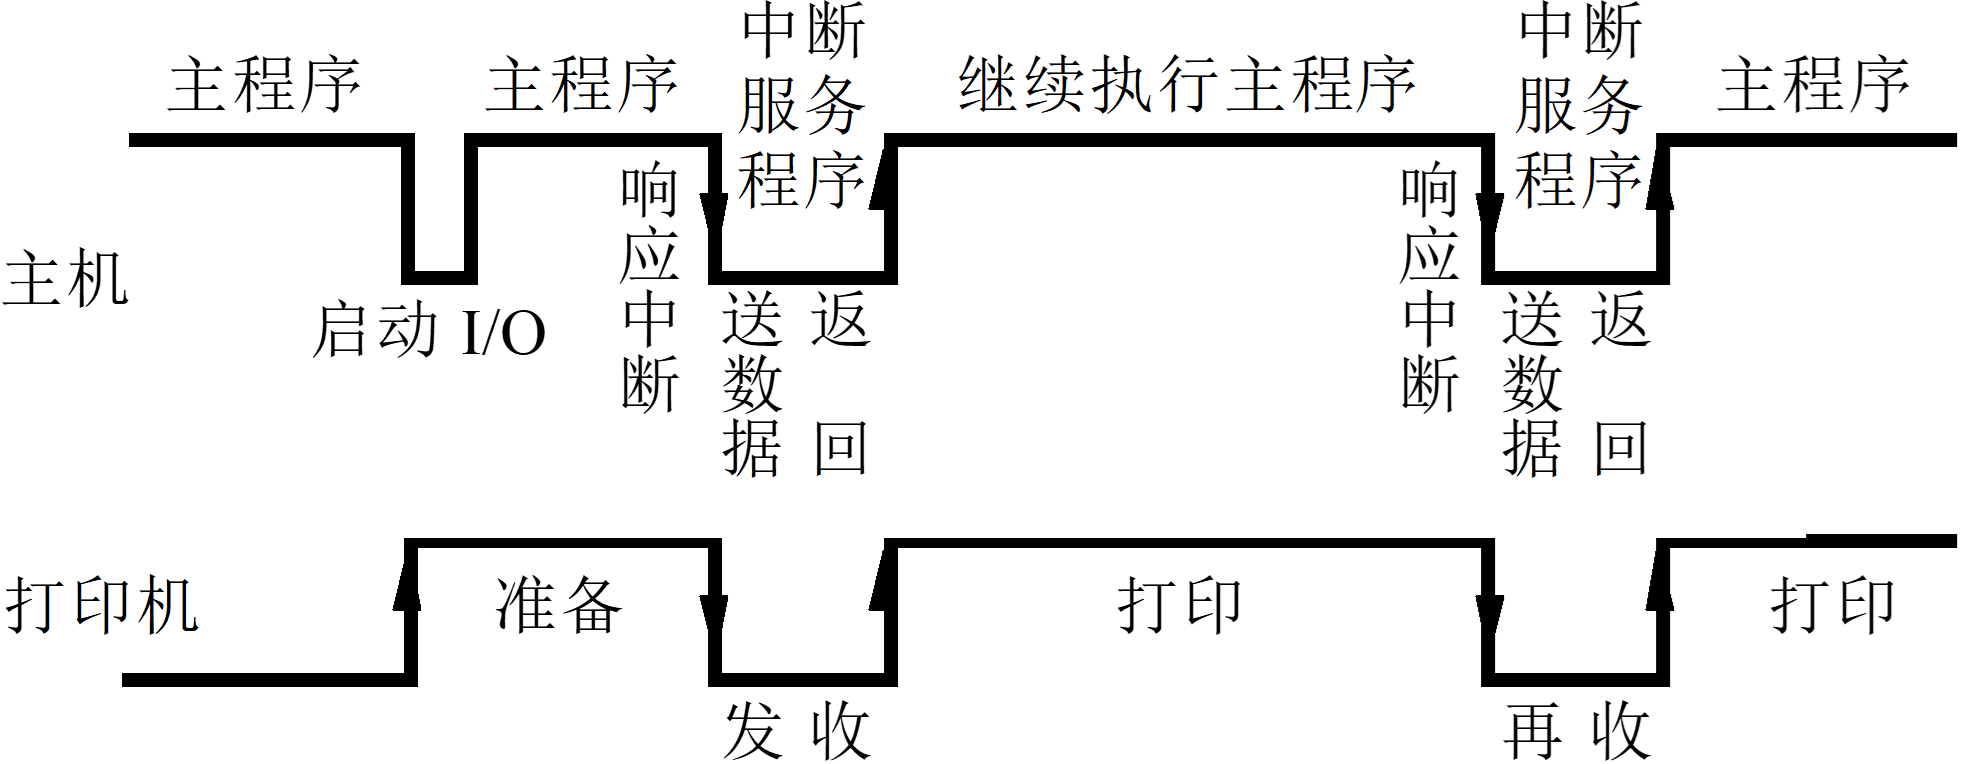 主程序
主程序
中断
服务
程序
继续执行主程序
中断
服务
程序
主程序
主机
启动 I/O
响应中断
送数据
返回
响应中断
送数据
返回
打印机
准备
打印
打印
发 收
再 收